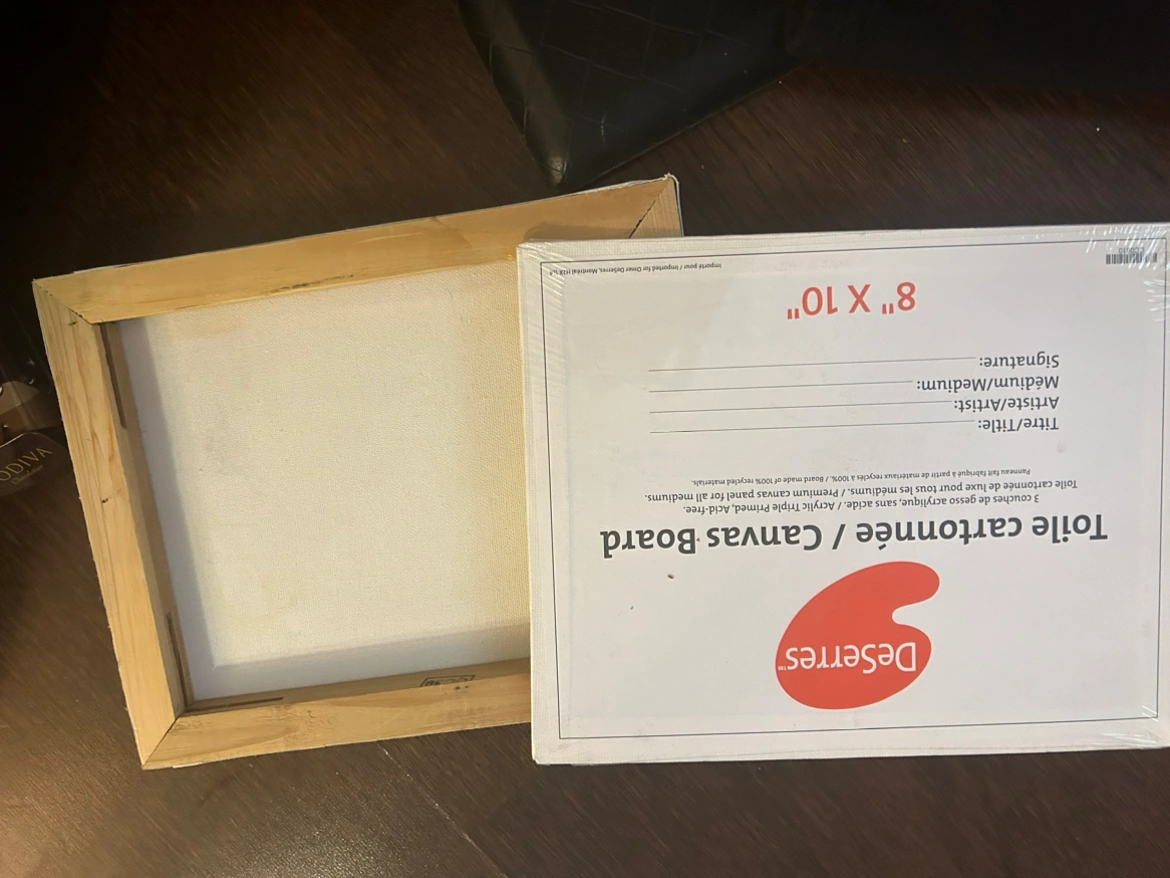 DeSerres™
Toile cartonnée / Canvas Board
3 couches de gesso acrylique, sans acide. / Acrylic Triple Primed, Acid-free.
Toile cartonnée de luxe pour tous les médiums. / Premium canvas panel for all mediums.
Panneau fait fabriqué à partir de matériaux recyclés à 100%. / Board made of 100% recycled materials.
Titre/Title:
Artiste/Artist:
Médium/Medium:
Signature:
8" X 10"
Importé pour / Imported for Omer DeSerres, Montréal
ODIVA